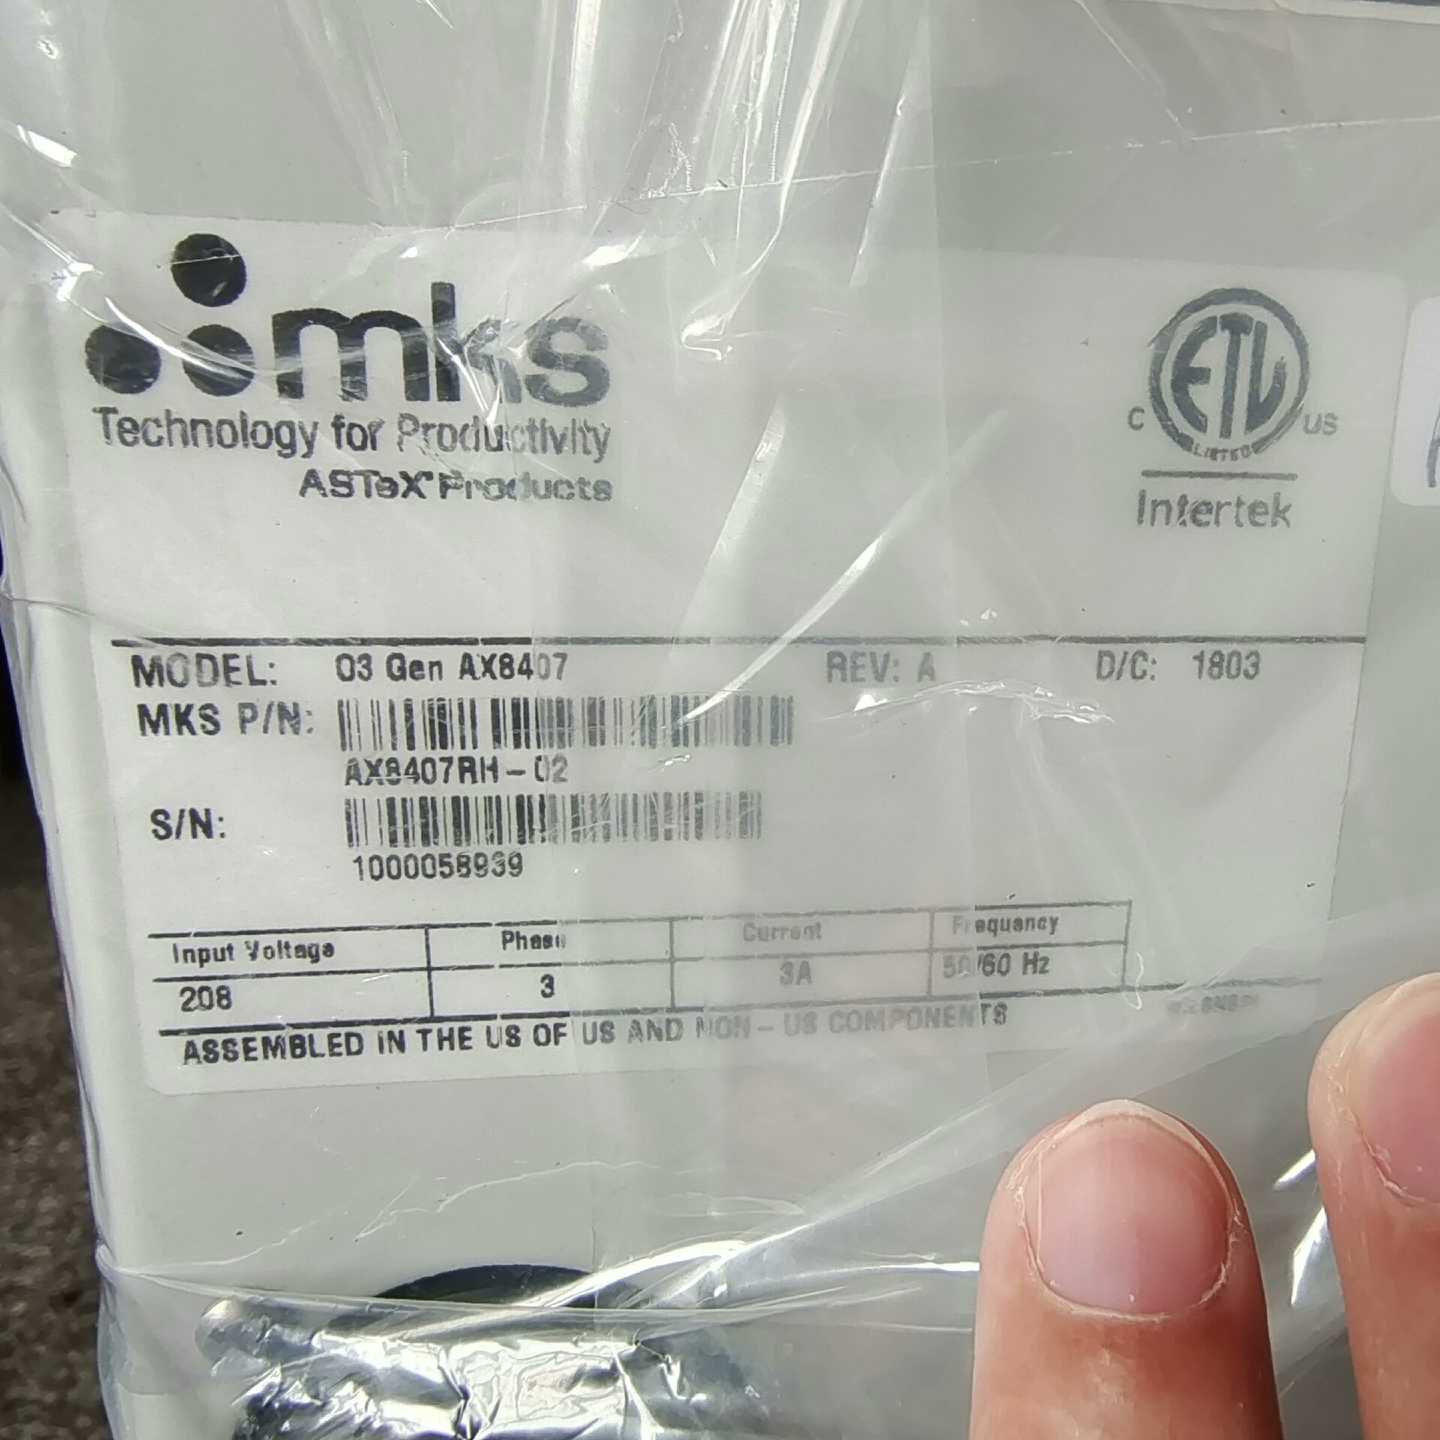 mks
Technology for Productivity
ASTeX® Products
ETL
LISTED
C US
Intertek
MODEL: O3 Gen AX8407 REV: A D/C: 1803
MKS P/N:
AX8407RH-02
S/N:
1000058939
Input Voltage Phase Current Frequency
208 3 3A 50/60 Hz
ASSEMBLED IN THE US OF US AND NON-US COMPONENTS